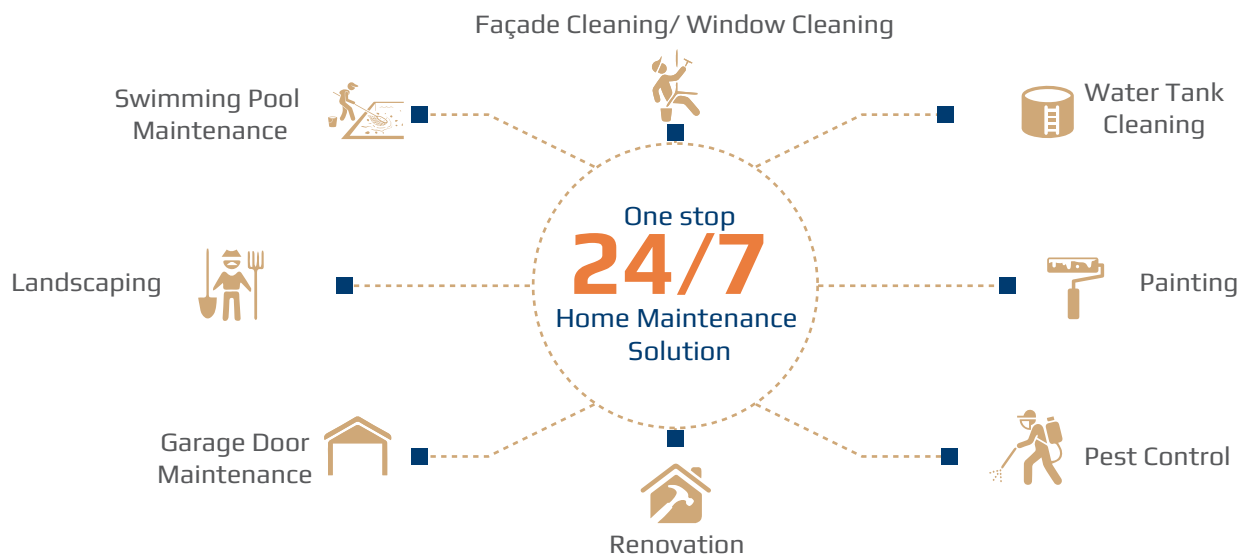 Façade Cleaning/ Window Cleaning
Swimming Pool
Maintenance
Water Tank
Cleaning
One stop
24/7
Home Maintenance
Solution
Landscaping
Painting
Garage Door
Maintenance
Pest Control
Renovation